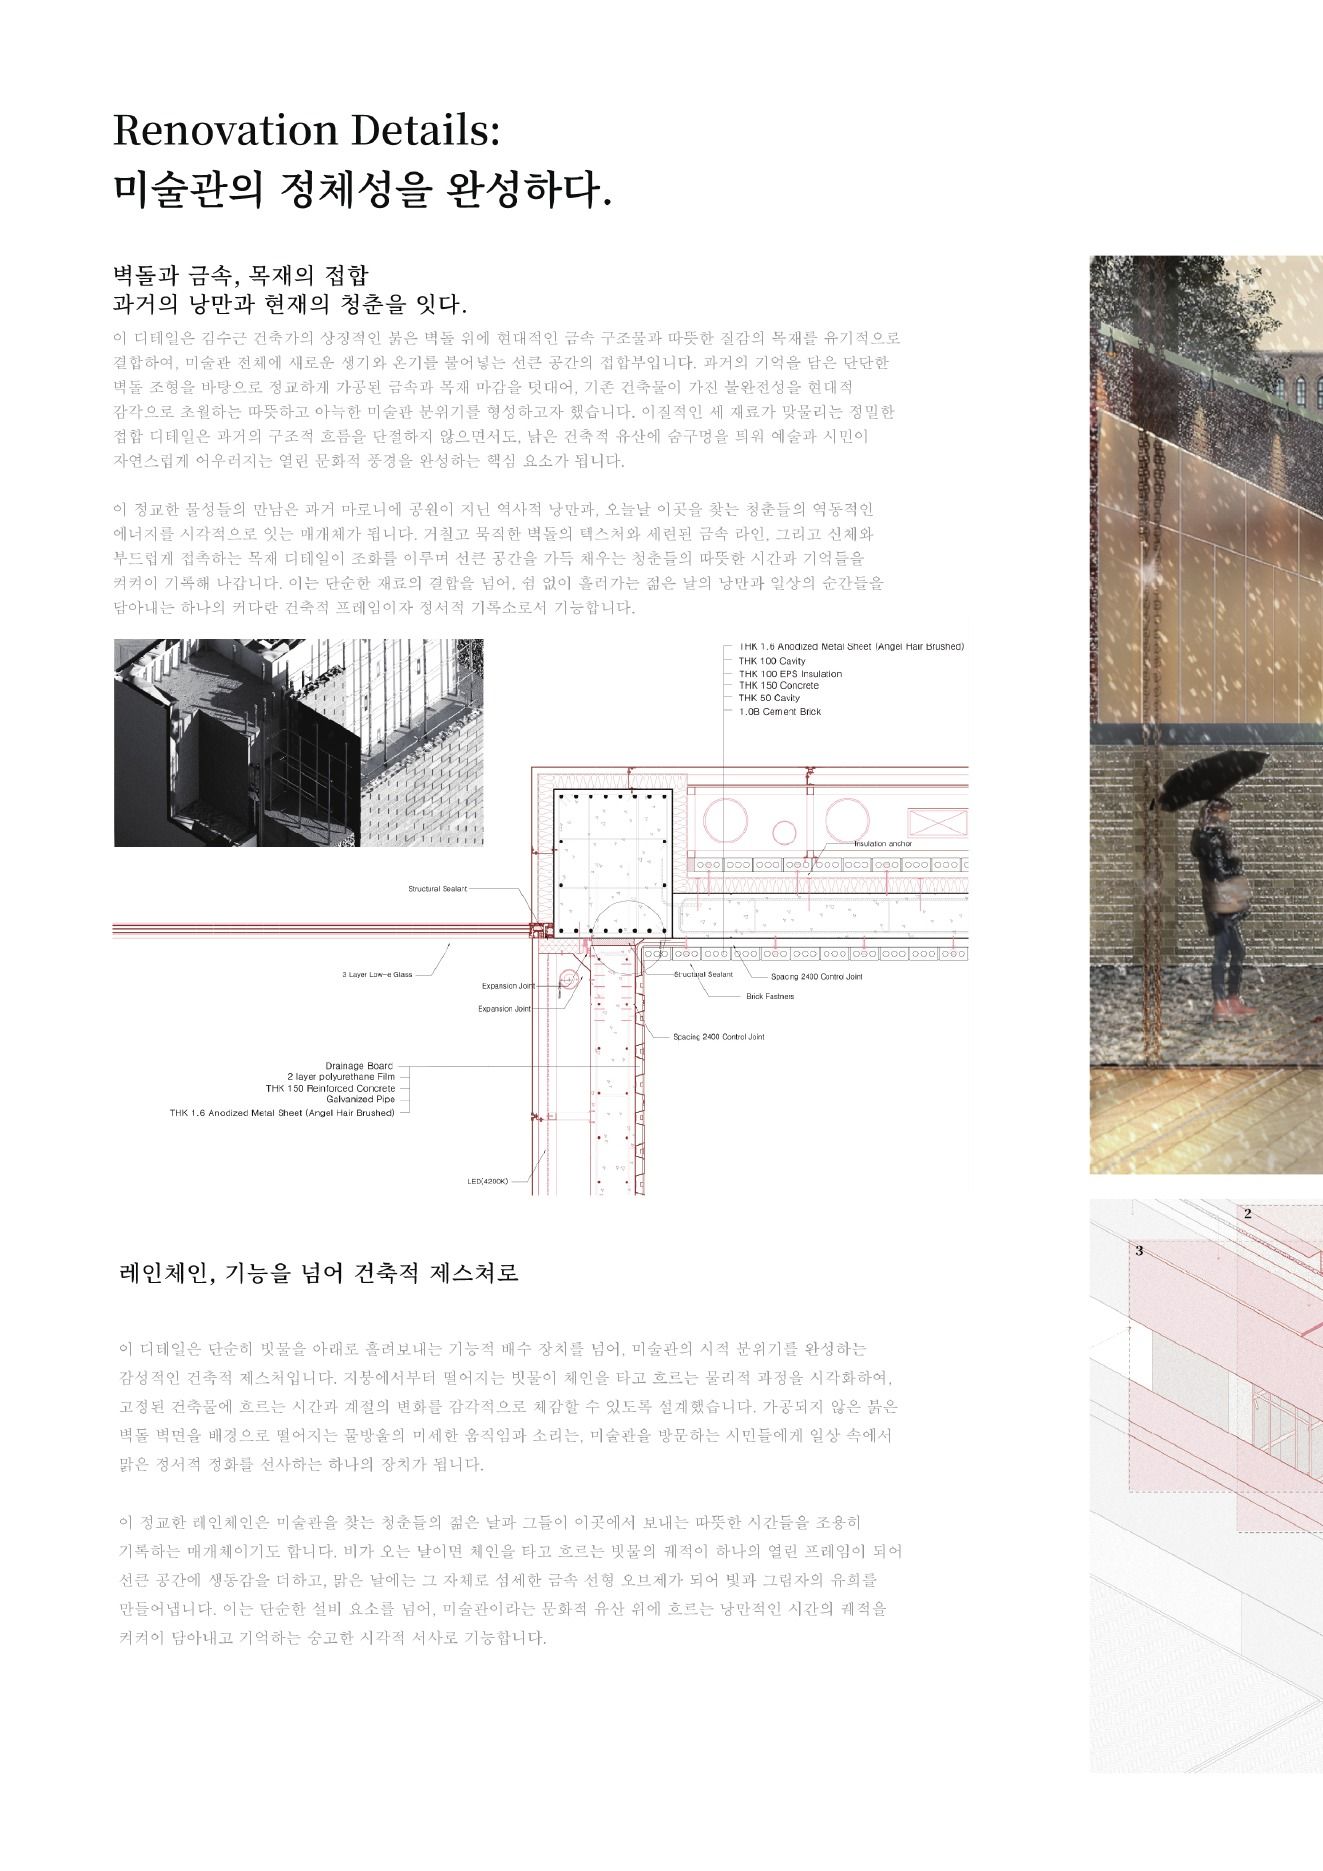 Renovation Details:
미술관의 정체성을 완성하다.
벽돌과 금속, 목재의 접합
과거의 낭만과 현재의 청춘을 잇다.
이 디테일은 김수근 건축가의 상징적인 붉은 벽돌 위에 현대적인 금속 구조물과 따뜻한 질감의 목재를 유기적으로
결합하여, 미술관 전체에 새로운 생기와 온기를 불어넣는 선큰 공간의 접합부입니다. 과거의 기억을 담은 단단한
벽돌 조형을 바탕으로 정교하게 가공된 금속과 목재 마감을 덧대어, 기존 건축물이 가진 불완전성을 현대적
감각으로 초월하는 따뜻하고 아늑한 미술관 분위기를 형성하고자 했습니다. 이질적인 세 재료가 맞물리는 정밀한
접합 디테일은 과거의 구조적 흐름을 단절하지 않으면서도, 낡은 건축적 유산에 숨구멍을 틔워 예술과 시민이
자연스럽게 어우러지는 열린 문화적 풍경을 완성하는 핵심 요소가 됩니다.
이 정교한 물성들의 만남은 과거 마로니에 공원이 지닌 역사적 낭만과, 오늘날 이곳을 찾는 청춘들의 역동적인
에너지를 시각적으로 잇는 매개체가 됩니다. 거칠고 묵직한 벽돌의 텍스처와 세련된 금속 라인, 그리고 신체와
부드럽게 접촉하는 목재 디테일이 조화를 이루며 선큰 공간을 가득 채우는 청춘들의 따뜻한 시간과 기억들을
켜켜이 기록해 나갑니다. 이는 단순한 재료의 결합을 넘어, 쉼 없이 흘러가는 젊은 날의 낭만과 일상의 순간들을
담아내는 하나의 커다란 건축적 프레임이자 정서적 기록소로서 기능합니다.
THK 1.6 Anodized Metal Sheet (Angel Hair Brushed)
THK 100 Cavity
THK 100 EPS Insulation
THK 150 Concrete
THK 50 Cavity
1.0B Cement Brick
Insulation anchor
Structural Sealant
3 Layer Low-e Glass
Structural Sealant
Spacing 2400 Control Joint
Expansion Joint
Brick Fastners
Expansion Joint
Spacing 2400 Control Joint
Drainage Board
2 layer polyurethane Film
THK 150 Reinforced Concrete
Galvanized Pipe
THK 1.6 Anodized Metal Sheet (Angel Hair Brushed)
LED(4200K)
2
3
레인체인, 기능을 넘어 건축적 제스쳐로
이 디테일은 단순히 빗물을 아래로 흘려보내는 기능적 배수 장치를 넘어, 미술관의 시적 분위기를 완성하는
감성적인 건축적 제스처입니다. 지붕에서부터 떨어지는 빗물이 체인을 타고 흐르는 물리적 과정을 시각화하여,
고정된 건축물에 흐르는 시간과 계절의 변화를 감각적으로 체감할 수 있도록 설계했습니다. 가공되지 않은 붉은
벽돌 벽면을 배경으로 떨어지는 물방울의 미세한 움직임과 소리는, 미술관을 방문하는 시민들에게 일상 속에서
맑은 정서적 정화를 선사하는 하나의 장치가 됩니다.
이 정교한 레인체인은 미술관을 찾는 청춘들의 젊은 날과 그들이 이곳에서 보내는 따뜻한 시간들을 조용히
기록하는 매개체이기도 합니다. 비가 오는 날이면 체인을 타고 흐르는 빗물의 궤적이 하나의 열린 프레임이 되어
선큰 공간에 생동감을 더하고, 맑은 날에는 그 자체로 섬세한 금속 선형 오브제가 되어 빛과 그림자의 유희를
만들어냅니다. 이는 단순한 설비 요소를 넘어, 미술관이라는 문화적 유산 위에 흐르는 낭만적인 시간의 궤적을
켜켜이 담아내고 기억하는 숭고한 시각적 서사로 기능합니다.